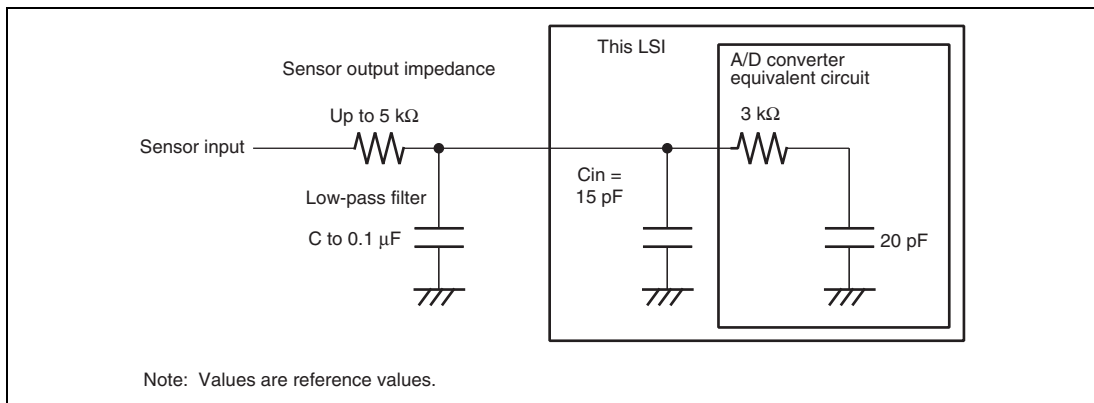 This LSI
A/D converter
equivalent circuit
Sensor output impedance
Up to 5 kΩ
3 kΩ
Sensor input
Cin =
15 pF
Low-pass filter
C to 0.1 μF
20 pF
Note: Values are reference values.